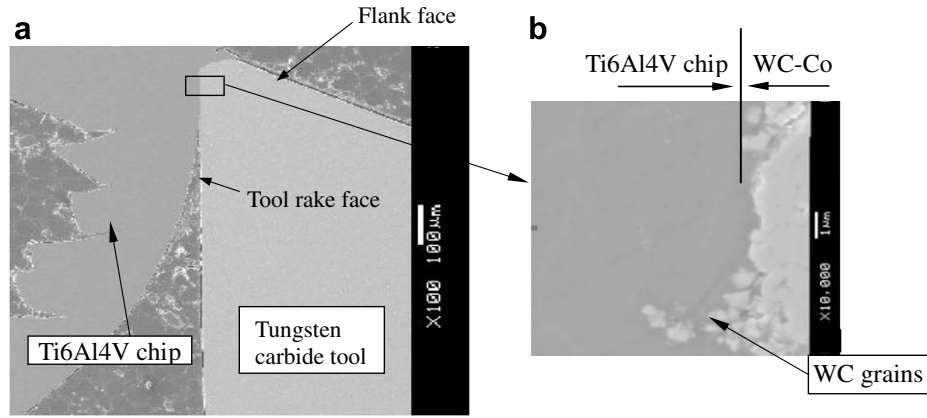 a
Flank face
Tool rake face
Ti6Al4V chip
Tungsten
carbide tool
X100 100µm
b
Ti6Al4V chip
WC-Co
X10,000 1µm
WC grains